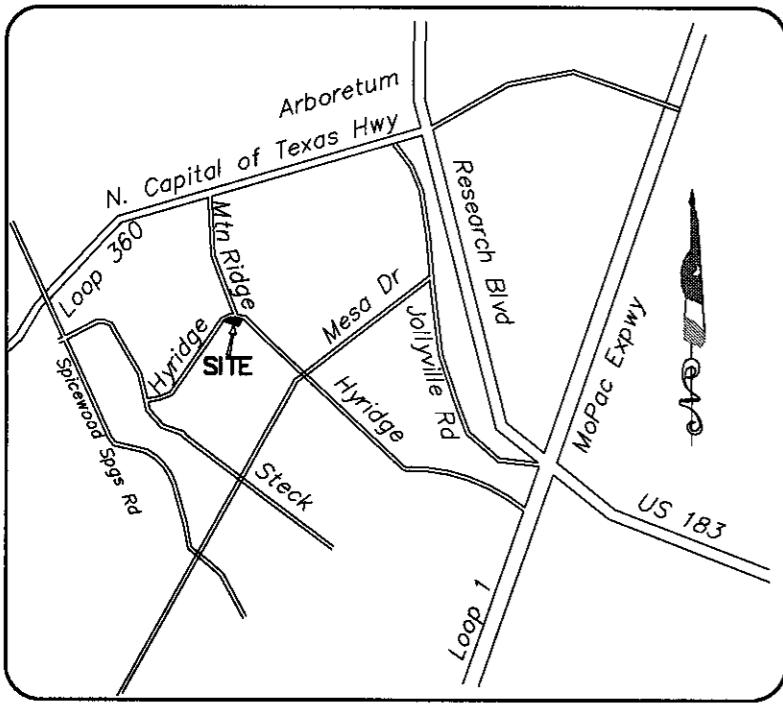 Arboretum
N. Capital of Texas Hwy
Loop 360
Mtn Ridge
Research Blvd
Mesa Dr
Hyridge
SITE
Jollyville Rd
MoPac Expwy
Spicewood Spgs Rd
Hyridge
Steck
US 183
Loop 1